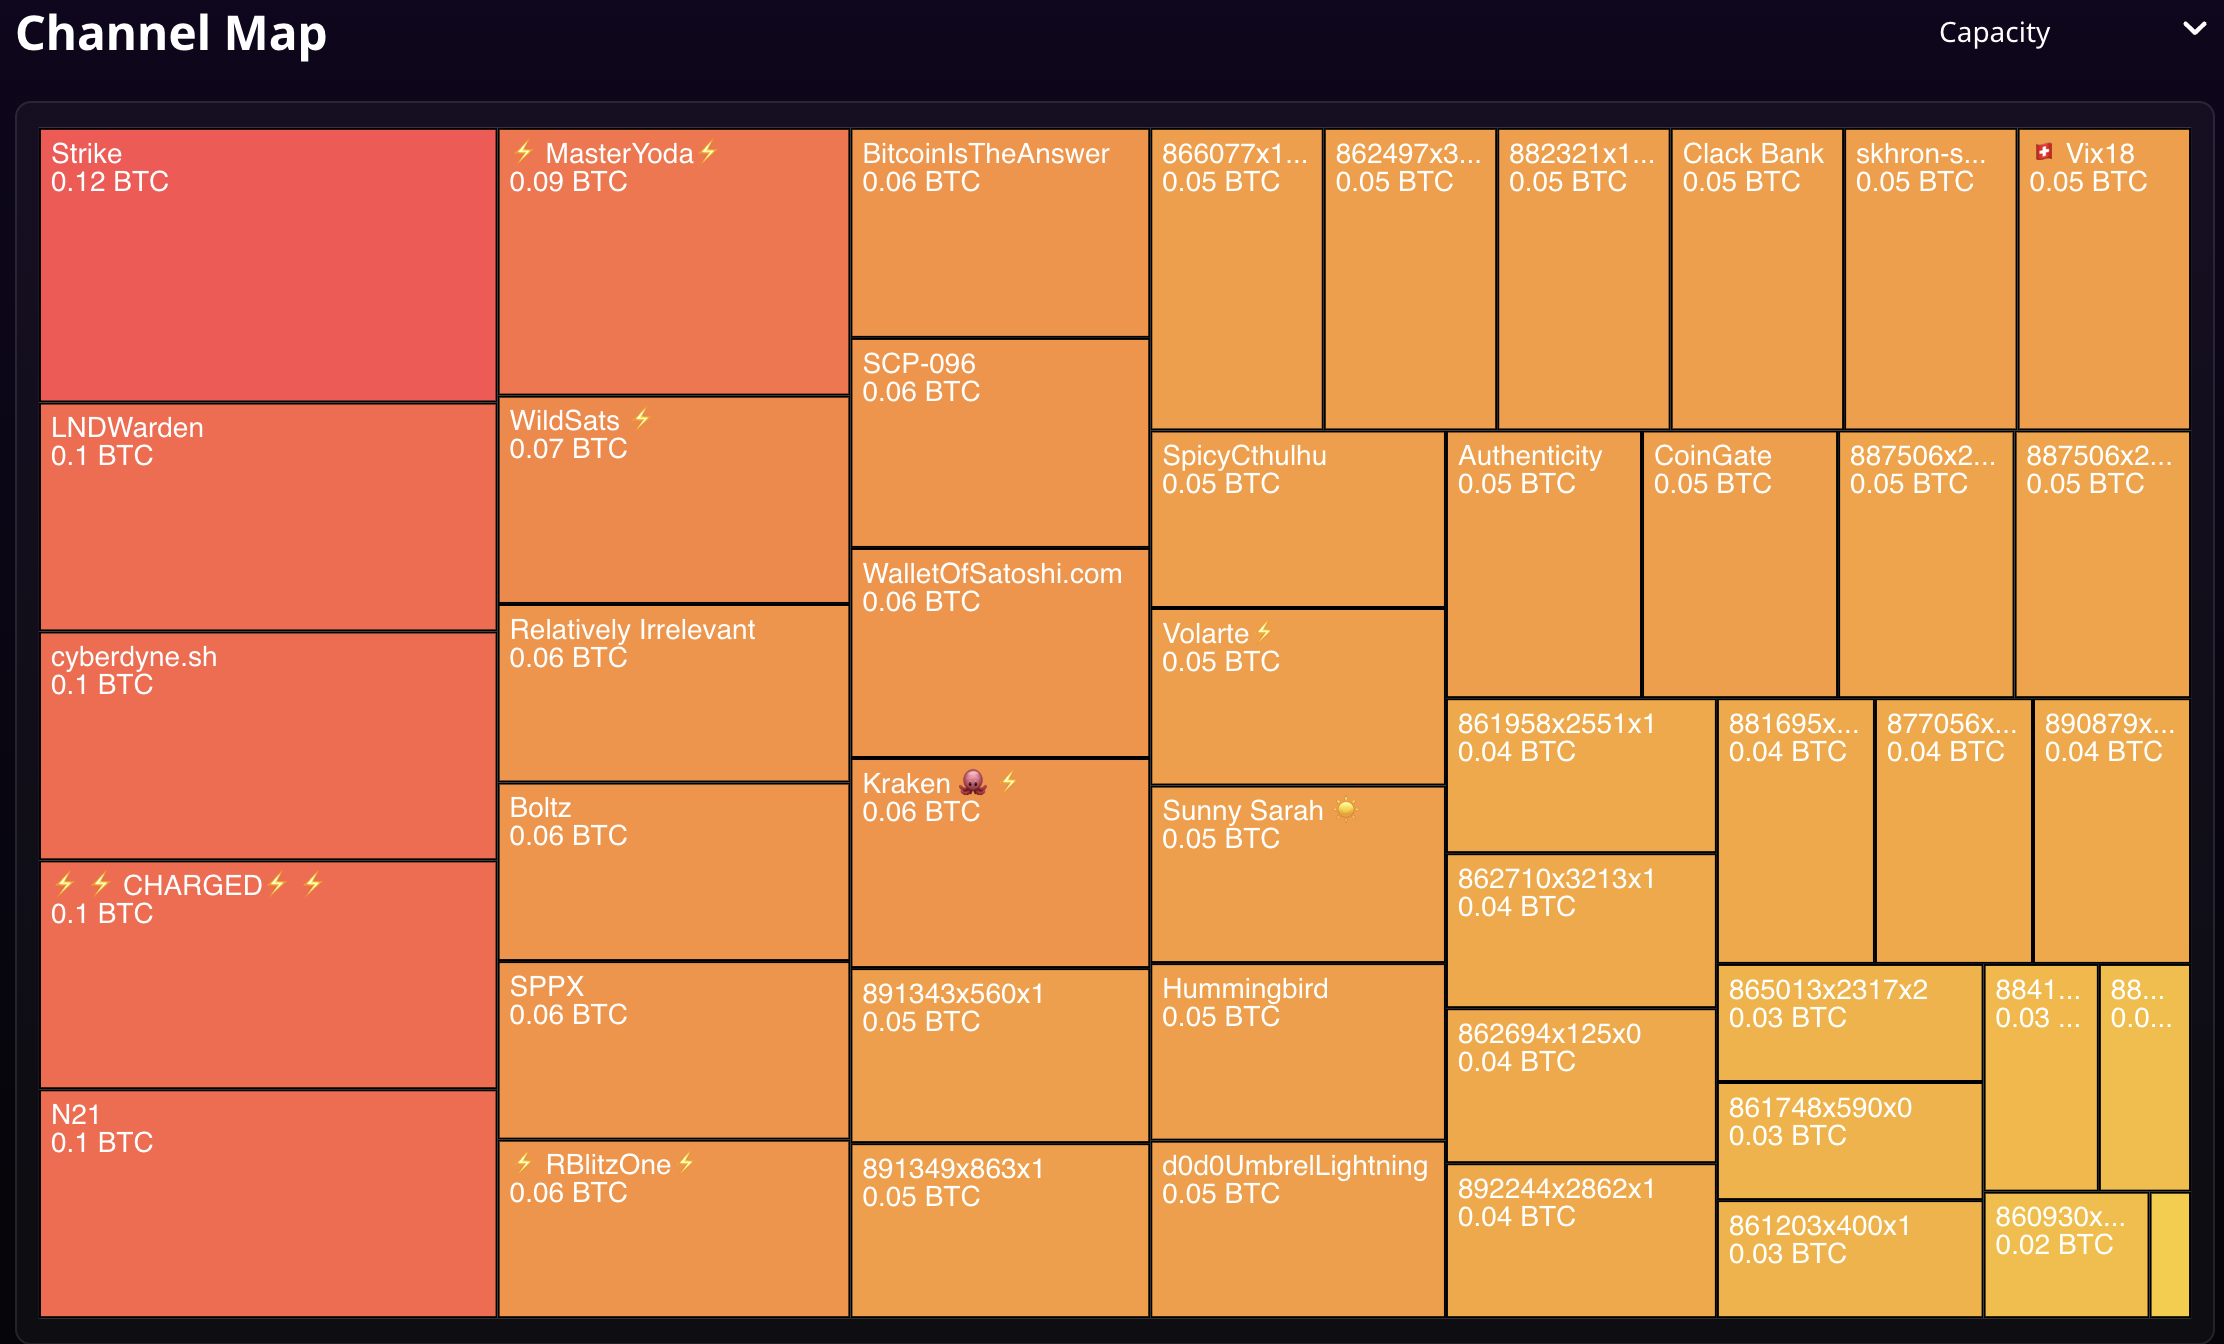 Channel Map
Capacity
Strike
0.12 BTC
LNDWarden
0.1 BTC
cyberdyne.sh
0.1 BTC
⚡ ⚡ CHARGED⚡ ⚡
0.1 BTC
N21
0.1 BTC
⚡ MasterYoda⚡
0.09 BTC
WildSats ⚡
0.07 BTC
Relatively Irrelevant
0.06 BTC
Boltz
0.06 BTC
SPPX
0.06 BTC
⚡ RBlitzOne⚡
0.06 BTC
BitcoinIsTheAnswer
0.06 BTC
SCP-096
0.06 BTC
WalletOfSatoshi.com
0.06 BTC
Kraken 🐙 ⚡
0.06 BTC
891343x560x1
0.05 BTC
891349x863x1
0.05 BTC
866077x1...
0.05 BTC
862497x3...
0.05 BTC
882321x1...
0.05 BTC
Clack Bank
0.05 BTC
skhron-s...
0.05 BTC
🇨🇭 Vix18
0.05 BTC
SpicyCthulhu
0.05 BTC
Volarte⚡
0.05 BTC
Sunny Sarah ☀️
0.05 BTC
Hummingbird
0.05 BTC
d0d0UmbrelLightning
0.05 BTC
Authenticity
0.05 BTC
CoinGate
0.05 BTC
887506x2...
0.05 BTC
887506x2...
0.05 BTC
861958x2551x1
0.04 BTC
862710x3213x1
0.04 BTC
862694x125x0
0.04 BTC
892244x2862x1
0.04 BTC
881695x...
0.04 BTC
877056x...
0.04 BTC
890879x...
0.04 BTC
865013x2317x2
0.03 BTC
861748x590x0
0.03 BTC
861203x400x1
0.03 BTC
8841...
0.03 ...
88...
0.0...
860930x...
0.02 BTC